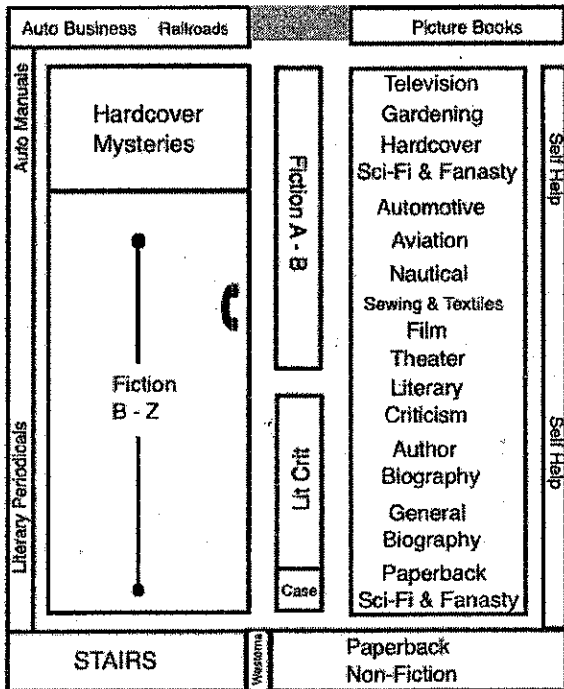 Auto Business Railroads
Picture Books
Auto Manuals
Literary Periodicals
Hardcover
Mysteries
Fiction
B - Z
Fiction A - B
Lit Crit
Case
Television
Gardening
Hardcover
Sci-Fi & Fanasty
Automotive
Aviation
Nautical
Sewing & Textiles
Film
Theater
Literary
Criticism
Author
Biography
General
Biography
Paperback
Sci-Fi & Fanasty
Self Help
Self Help
STAIRS
Westerns
Paperback
Non-Fiction